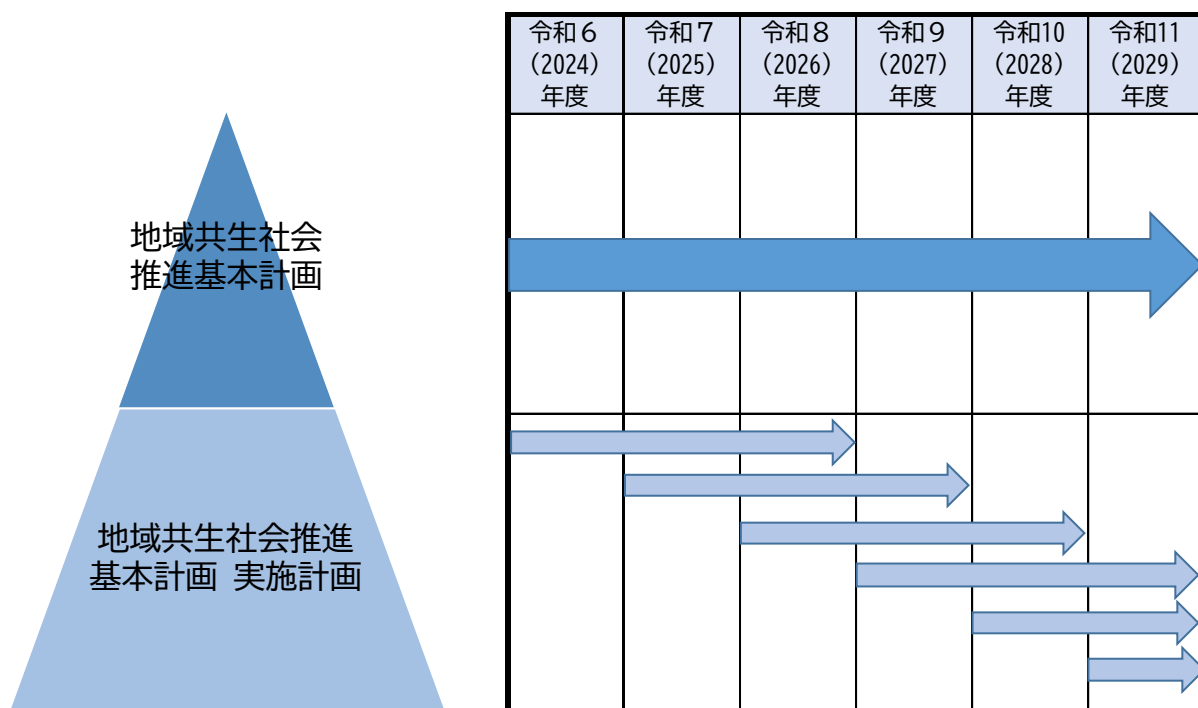 令和６
（2024）
年度
令和７
（2025）
年度
令和８
（2026）
年度
令和９
（2027）
年度
令和10
（2028）
年度
令和11
（2029）
年度
地域共生社会
推進基本計画
地域共生社会推進
基本計画 実施計画